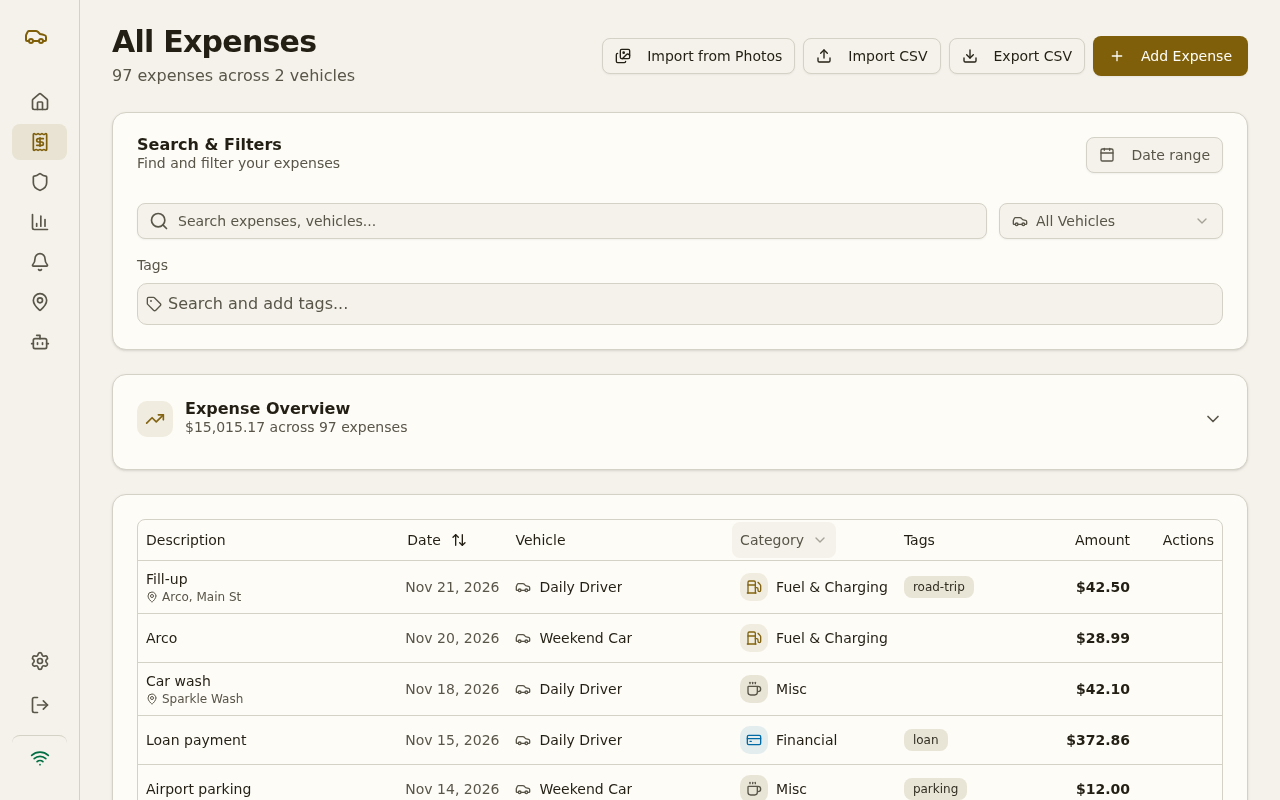 All Expenses
97 expenses across 2 vehicles
Import from Photos
Import CSV
Export CSV
Add Expense
Search & Filters
Find and filter your expenses
Date range
Search expenses, vehicles...
All Vehicles
Tags
Search and add tags...
Expense Overview
$15,015.17 across 97 expenses
Description Date Vehicle Category Tags Amount Actions
Fill-up
Arco, Main St
Nov 21, 2026 Daily Driver Fuel & Charging road-trip $42.50
Arco Nov 20, 2026 Weekend Car Fuel & Charging $28.99
Car wash
Sparkle Wash
Nov 18, 2026 Daily Driver Misc $42.10
Loan payment Nov 15, 2026 Daily Driver Financial loan $372.86
Airport parking Nov 14, 2026 Weekend Car Misc parking $12.00